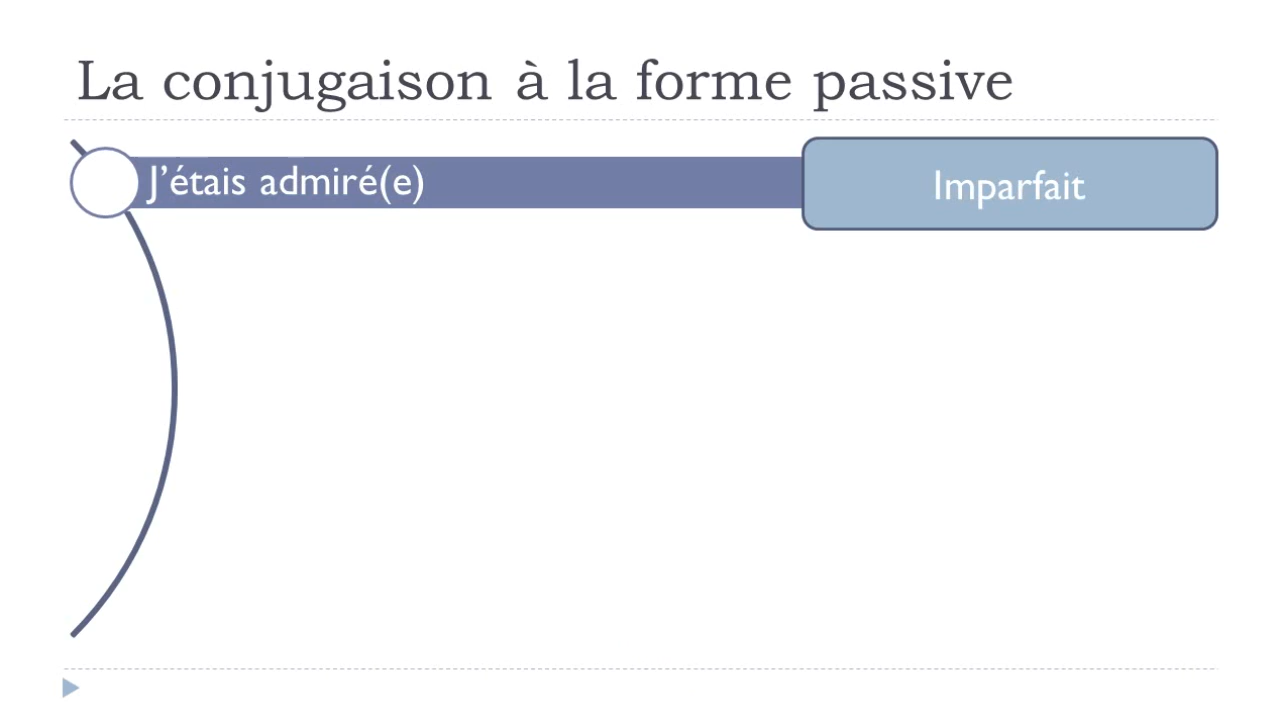 La conjugaison à la forme passive
J’étais admiré(e)
Imparfait